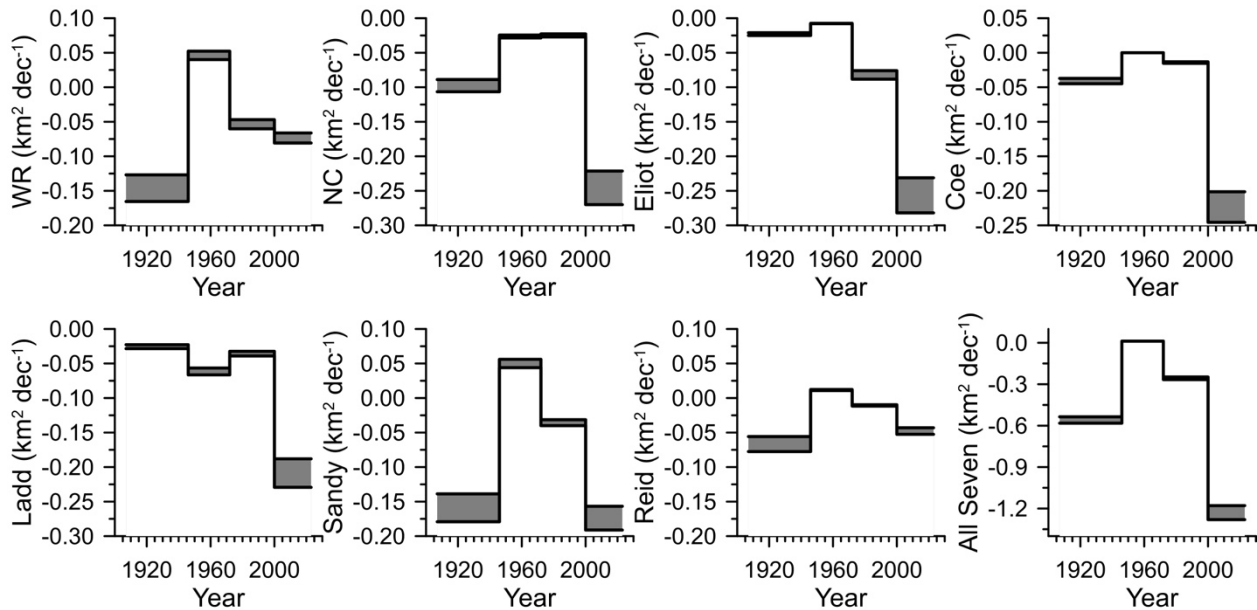 WR (km² dec⁻¹)
0.10
0.05
0.00
-0.05
-0.10
-0.15
-0.20
1920 1960 2000
Year
NC (km² dec⁻¹)
0.00
-0.05
-0.10
-0.15
-0.20
-0.25
-0.30
1920 1960 2000
Year
Eliot (km² dec⁻¹)
0.00
-0.05
-0.10
-0.15
-0.20
-0.25
-0.30
1920 1960 2000
Year
Coe (km² dec⁻¹)
0.05
0.00
-0.05
-0.10
-0.15
-0.20
-0.25
1920 1960 2000
Year
Ladd (km² dec⁻¹)
0.00
-0.05
-0.10
-0.15
-0.20
-0.25
-0.30
1920 1960 2000
Year
Sandy (km² dec⁻¹)
0.10
0.05
0.00
-0.05
-0.10
-0.15
-0.20
1920 1960 2000
Year
Reid (km² dec⁻¹)
0.10
0.05
0.00
-0.05
-0.10
-0.15
-0.20
1920 1960 2000
Year
All Seven (km² dec⁻¹)
0.0
-0.3
-0.6
-0.9
-1.2
1920 1960 2000
Year